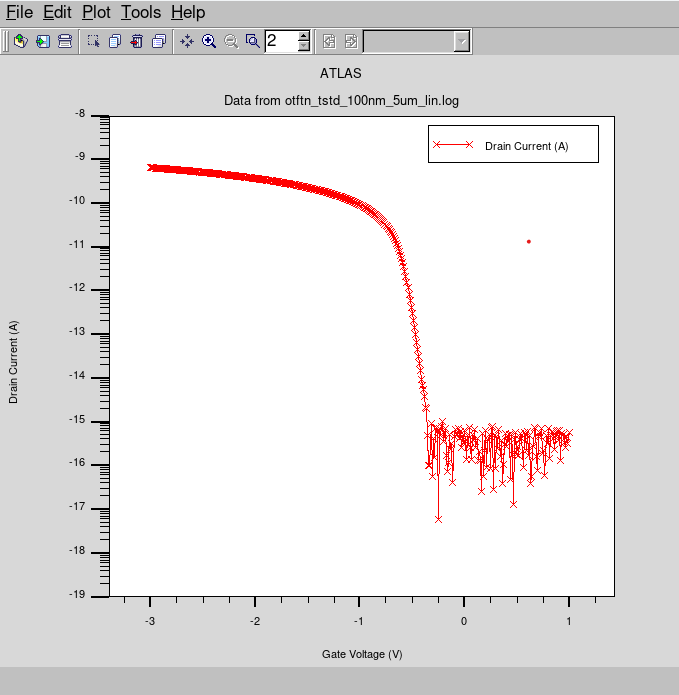 File Edit Plot Tools Help
2
ATLAS
Data from otftn_tstd_100nm_5um_lin.log
Drain Current (A)
-8
-9
-10
-11
-12
-13
-14
-15
-16
-17
-18
-19
Drain Current (A)
-3 -2 -1 0 1
Gate Voltage (V)